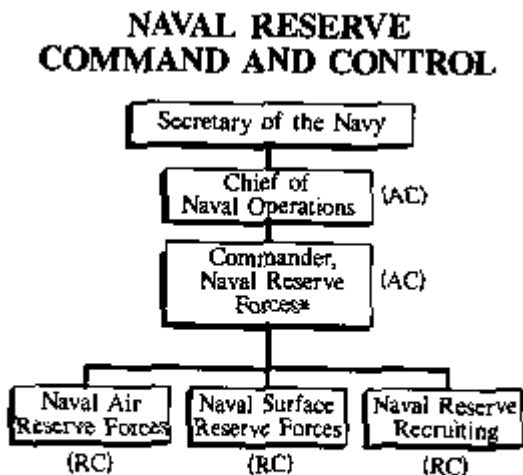 NAVAL RESERVE
COMMAND AND CONTROL
Secretary of the Navy
Chief of
Naval Operations
(AC)
Commander,
Naval Reserve
Forces*
(AC)
Naval Air
Reserve Forces
(RC)
Naval Surface
Reserve Forces
(RC)
Naval Reserve
Recruiting
(RC)